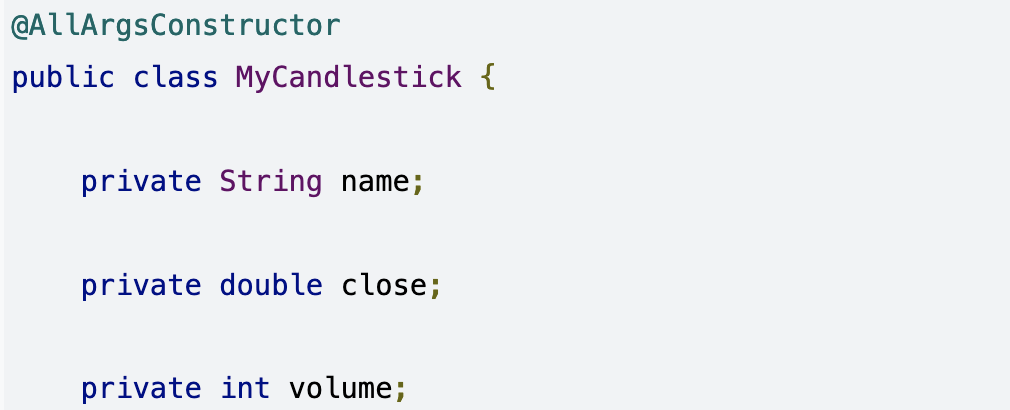 @AllArgsConstructor
public class MyCandlestick {
private String name;
private double close;
private int volume;